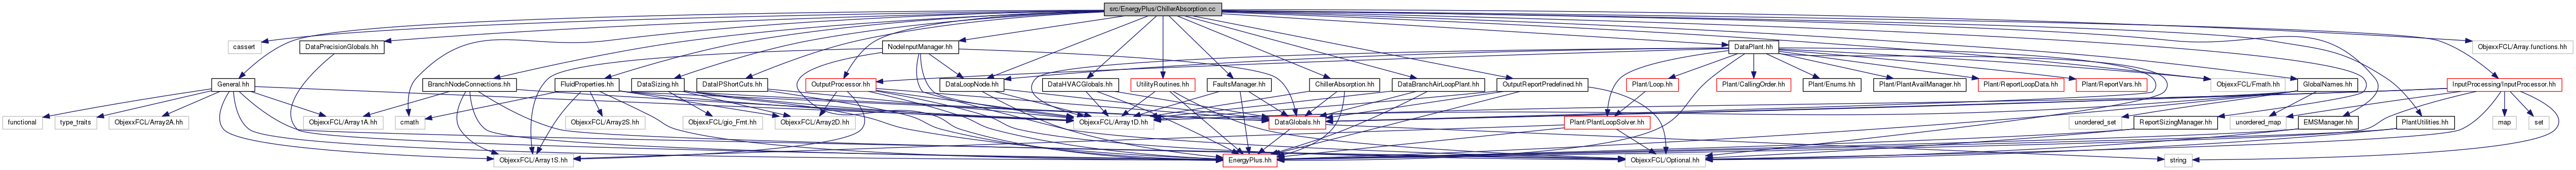 src/EnergyPlus/ChillerAbsorption.cc
cassert
DataPrecisionGlobals.hh
NodeInputManager.hh
DataPlant.hh
ObjexxFCL/Array.functions.hh
General.hh
BranchNodeConnections.hh
FluidProperties.hh
DataSizing.hh
DataIPShortCuts.hh
OutputProcessor.hh
DataLoopNode.hh
DataHVACGlobals.hh
UtilityRoutines.hh
FaultsManager.hh
ChillerAbsorption.hh
DataBranchAirLoopPlant.hh
OutputReportPredefined.hh
Plant/Loop.hh
Plant/CallingOrder.hh
Plant/Enums.hh
Plant/PlantAvailManager.hh
Plant/ReportLoopData.hh
Plant/ReportVars.hh
ObjexxFCL/Fmath.hh
GlobalNames.hh
InputProcessing/InputProcessor.hh
functional
type_traits
ObjexxFCL/Array2A.hh
ObjexxFCL/Array1A.hh
cmath
ObjexxFCL/Array2S.hh
ObjexxFCL/gio_Fmt.hh
ObjexxFCL/Array2D.hh
ObjexxFCL/Array1D.hh
DataGlobals.hh
Plant/PlantLoopSolver.hh
unordered_set
ReportSizingManager.hh
unordered_map
EMSManager.hh
PlantUtilities.hh
map
set
ObjexxFCL/Array1S.hh
EnergyPlus.hh
ObjexxFCL/Optional.hh
string